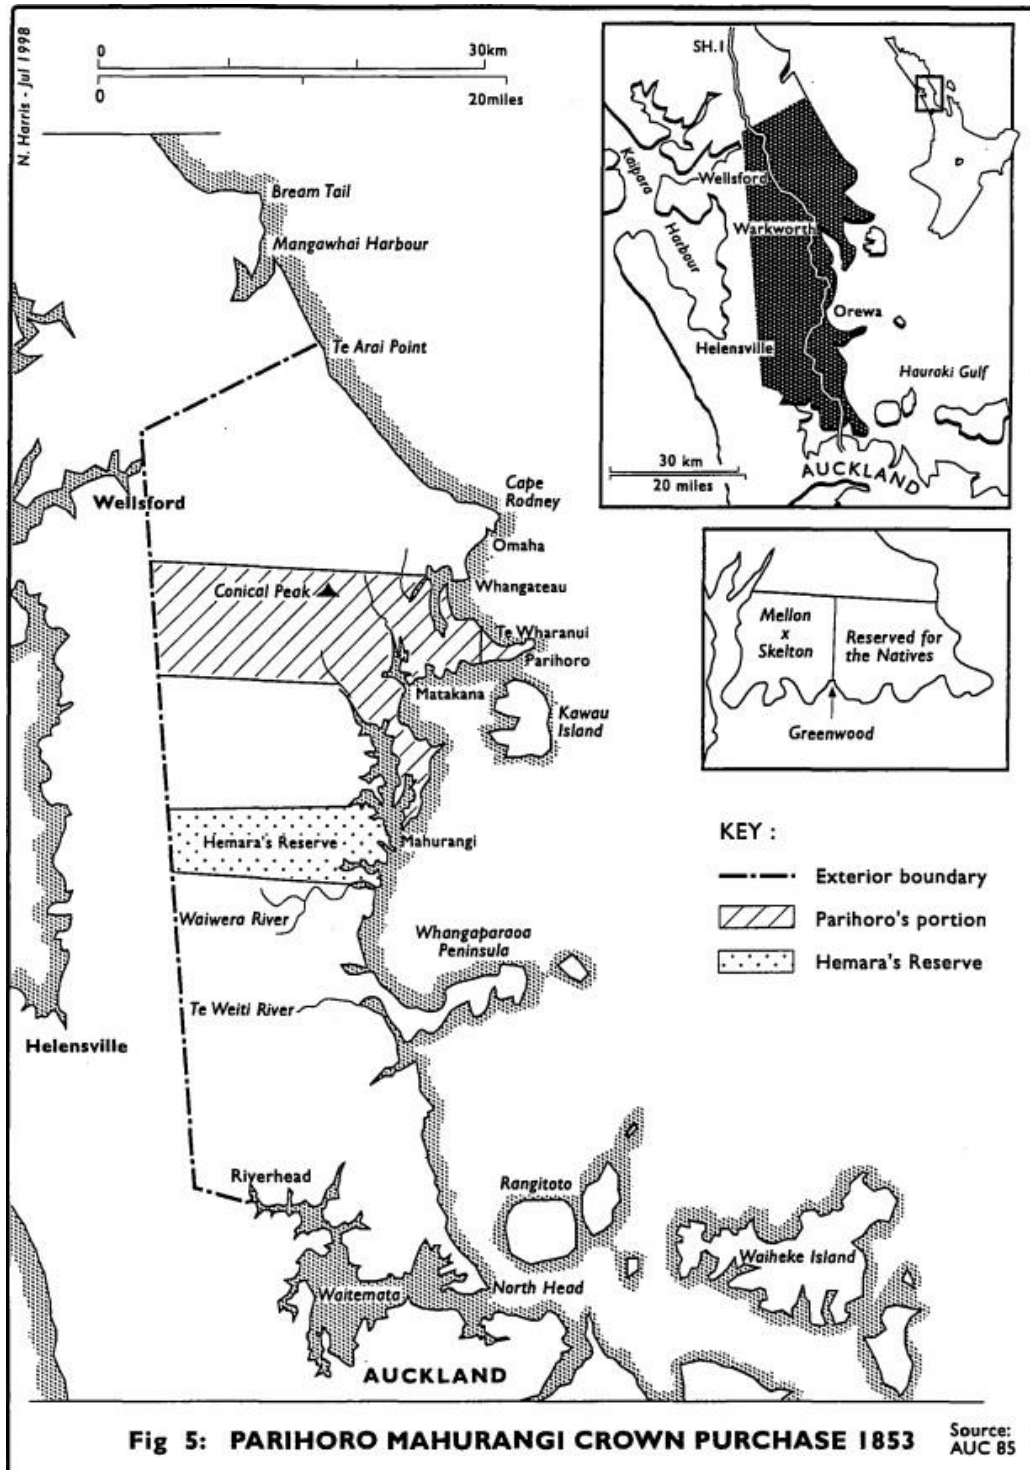 N. Harris - Jul 1998
0
30km
0
20miles
Bream Tail
Mangawhai Harbour
Te Arai Point
Wellsford
Cape
Rodney
Omaha
Whangateau
Conical Peak
Te Wharanui
Parihoro
Matakana
Kawau
Island
Hemara's Reserve
Mahurangi
Waiwera River
Whangaparaoa
Peninsula
Te Weiti River
Helensville
Riverhead
Rangitoto
Waiheke Island
Waitemata
North Head
AUCKLAND
SH.1
Kaipara
Harbour
Wellsford
Warkworth
Orewa
Helensville
Hauraki Gulf
30 km
20 miles
AUCKLAND
Mellon
x
Skelton
Reserved for
the Natives
Greenwood
KEY :
Exterior boundary
Parihoro's portion
Hemara's Reserve
Fig 5: PARIHORO MAHURANGI CROWN PURCHASE 1853
Source:
AUC 85